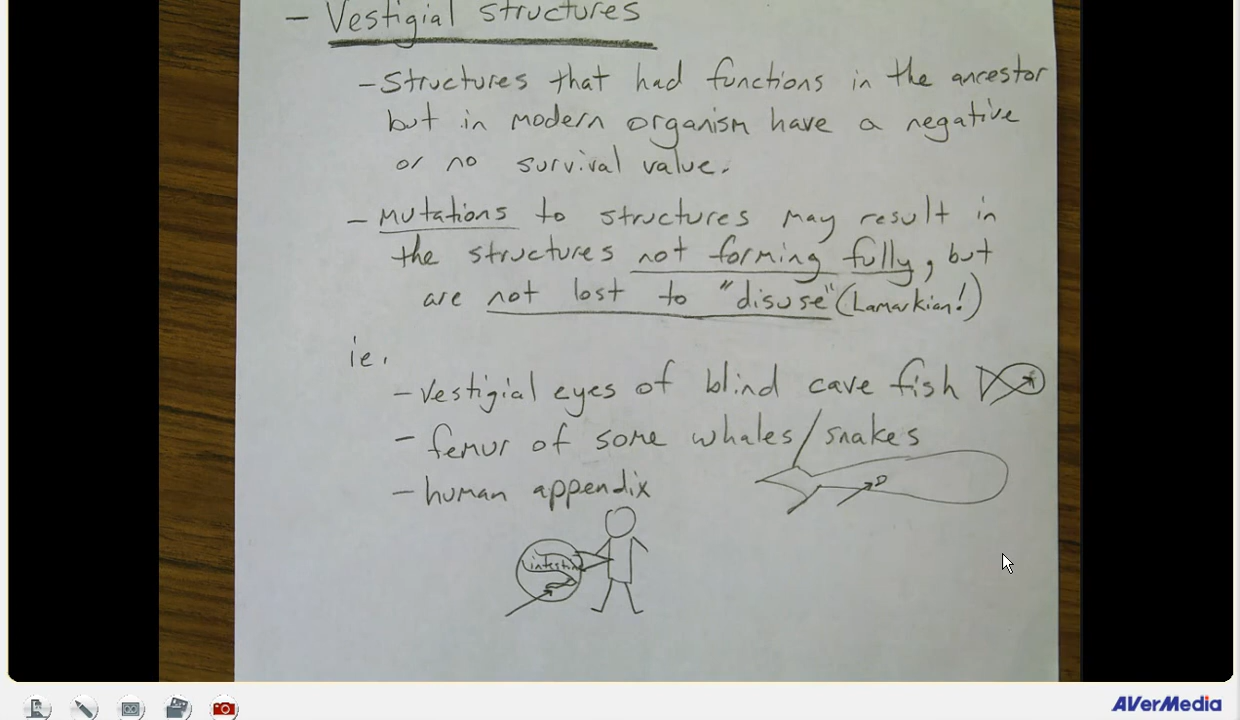 - Vestigial structures
- Structures that had functions in the ancestor
but in modern organism have a negative
or no survival value.
- Mutations to structures may result in
the structures not forming fully, but
are not lost to "disuse" (Lamarkian!)
ie.
- Vestigial eyes of blind cave fish
- femur of some whales/snakes
- human appendix
intestine
AVerMedia